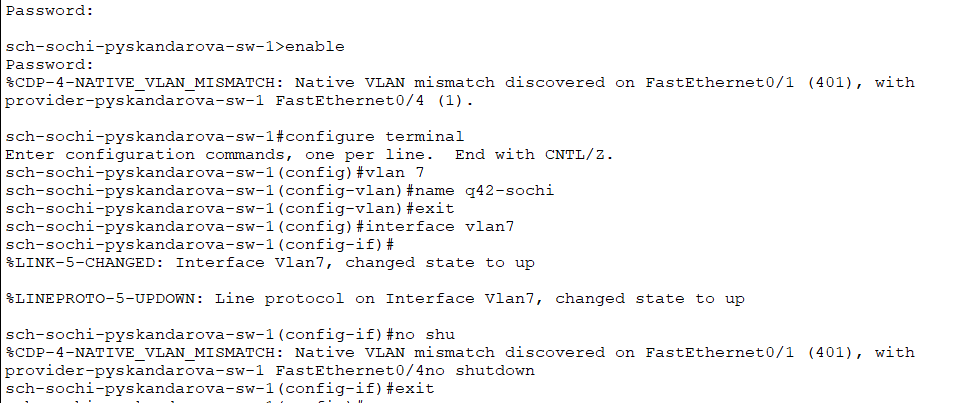 Password:
sch-sochi-pyskandarova-sw-1>enable
Password:
%CDP-4-NATIVE_VLAN_MISMATCH: Native VLAN mismatch discovered on FastEthernet0/1 (401), with
provider-pyskandarova-sw-1 FastEthernet0/4 (1).
sch-sochi-pyskandarova-sw-1#configure terminal
Enter configuration commands, one per line.  End with CNTL/Z.
sch-sochi-pyskandarova-sw-1(config)#vlan 7
sch-sochi-pyskandarova-sw-1(config-vlan)#name q42-sochi
sch-sochi-pyskandarova-sw-1(config-vlan)#exit
sch-sochi-pyskandarova-sw-1(config)#interface vlan7
sch-sochi-pyskandarova-sw-1(config-if)#
%LINK-5-CHANGED: Interface Vlan7, changed state to up
%LINEPROTO-5-UPDOWN: Line protocol on Interface Vlan7, changed state to up
sch-sochi-pyskandarova-sw-1(config-if)#no shu
%CDP-4-NATIVE_VLAN_MISMATCH: Native VLAN mismatch discovered on FastEthernet0/1 (401), with
provider-pyskandarova-sw-1 FastEthernet0/4no shutdown
sch-sochi-pyskandarova-sw-1(config-if)#exit